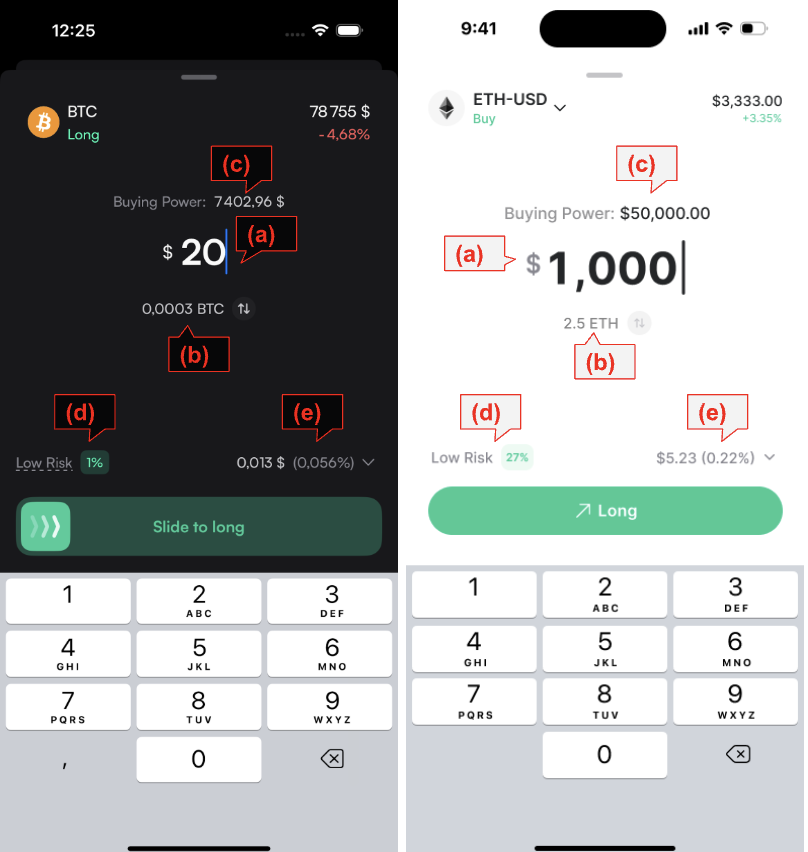 12:25
BTC
78 755 $
Long
-4,68%
(c)
Buying Power: 7 402,96 $
(a)
$ 20
0,0003 BTC
(b)
(d)
(e)
Low Risk 1%
0,013 $ (0,056%)
Slide to long
1
2
ABC
3
DEF
4
GHI
5
JKL
6
MNO
7
PQRS
8
TUV
9
WXYZ
,
0
9:41
ETH-USD
$3,333.00
Buy
+3.35%
(c)
Buying Power: $50,000.00
(a)
$ 1,000
2.5 ETH
(b)
(d)
(e)
Low Risk 27%
$5.23 (0.22%)
Long
1
2
ABC
3
DEF
4
GHI
5
JKL
6
MNO
7
PQRS
8
TUV
9
WXYZ
0